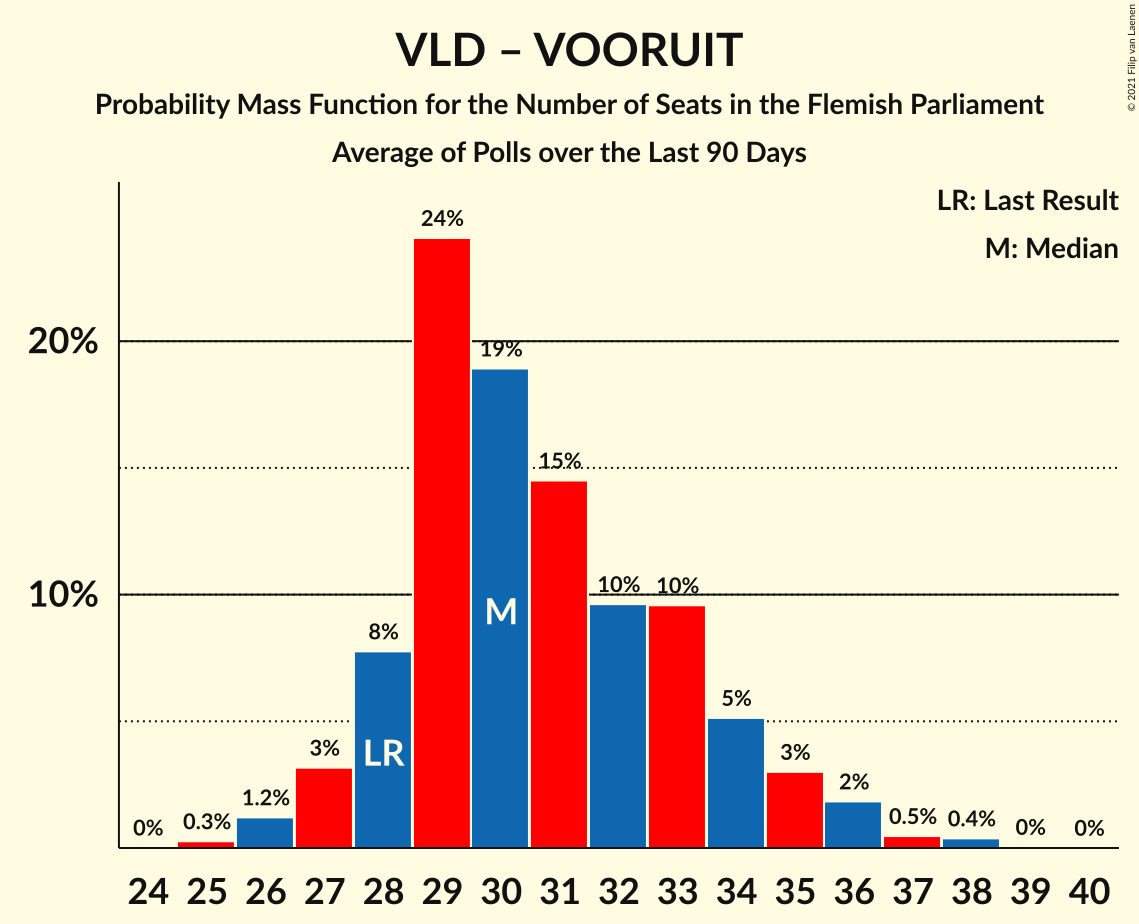 VLD – VOORUIT
Probability Mass Function for the Number of Seats in the Flemish Parliament
Average of Polls over the Last 90 Days
© 2021 Filip van Laenen
LR: Last Result
M: Median
24%
20%
19%
15%
10%
10% 10%
M
8%
5%
LR
3%
3%
2%
1.2%
0%
0.3%
0.5%
0.4%
0%
0%
24 25 26 27 28 29 30 31 32 33 34 35 36 37 38 39 40